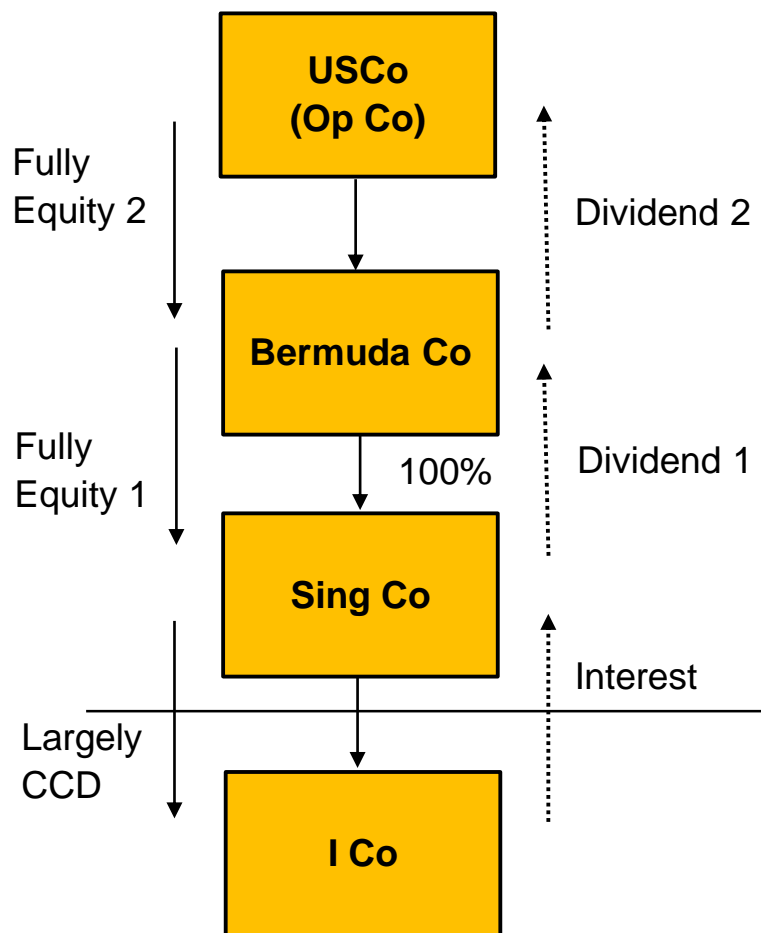 USCo
(Op Co)
Fully
Equity 2
Dividend 2
Bermuda Co
Fully
Equity 1
100%
Dividend 1
Sing Co
Interest
Largely
CCD
I Co